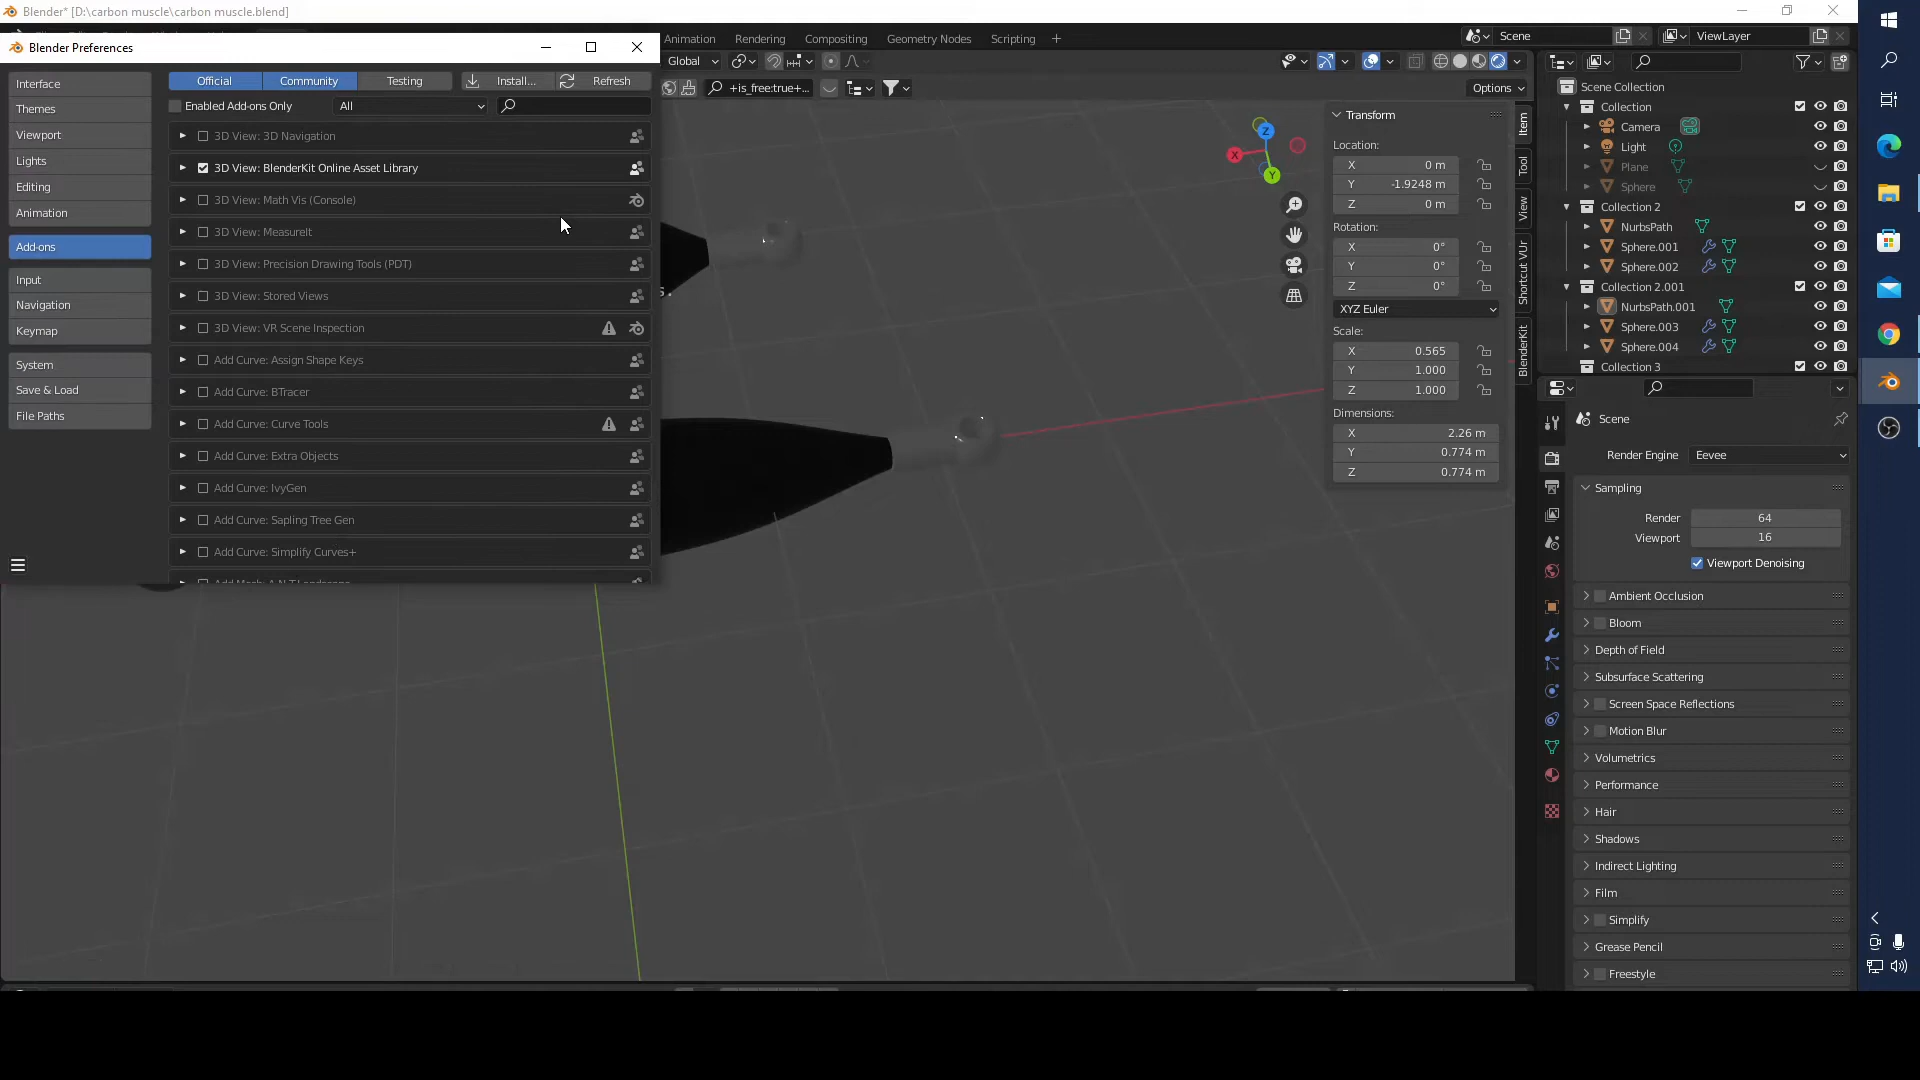 Blender* [D:\carbon muscle\carbon muscle.blend]
Blender Preferences
Animation Rendering Compositing Geometry Nodes Scripting
Scene ViewLayer
Global
+is_free:true+...
Options
Interface
Themes
Viewport
Lights
Editing
Animation
Add-ons
Input
Navigation
Keymap
System
Save & Load
File Paths
Official Community Testing Install... Refresh
Enabled Add-ons Only All
3D View: 3D Navigation
3D View: BlenderKit Online Asset Library
3D View: Math Vis (Console)
3D View: MeasureIt
3D View: Precision Drawing Tools (PDT)
3D View: Stored Views
3D View: VR Scene Inspection
Add Curve: Assign Shape Keys
Add Curve: BTracer
Add Curve: Curve Tools
Add Curve: Extra Objects
Add Curve: IvyGen
Add Curve: Sapling Tree Gen
Add Curve: Simplify Curves+
s.
Z
X
Y
Transform
Location:
X 0 m
Y -1.9248 m
Z 0 m
Rotation:
X 0°
Y 0°
Z 0°
XYZ Euler
Scale:
X 0.565
Y 1.000
Z 1.000
Dimensions:
X 2.26 m
Y 0.774 m
Z 0.774 m
Item
Tool
View
Shortcut VUr
BlenderKit
Scene Collection
Collection
Camera
Light
Plane
Sphere
Collection 2
NurbsPath
Sphere.001
Sphere.002
Collection 2.001
NurbsPath.001
Sphere.003
Sphere.004
Collection 3
Scene
Render Engine Eevee
Sampling
Render 64
Viewport 16
Viewport Denoising
Ambient Occlusion
Bloom
Depth of Field
Subsurface Scattering
Screen Space Reflections
Motion Blur
Volumetrics
Performance
Hair
Shadows
Indirect Lighting
Film
Simplify
Grease Pencil
Freestyle